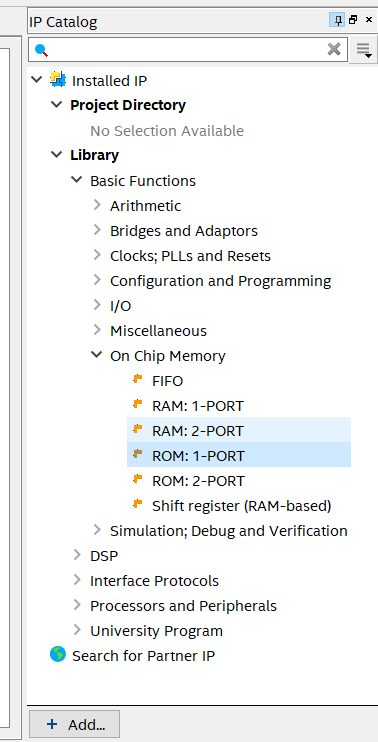 IP Catalog
Installed IP
Project Directory
No Selection Available
Library
Basic Functions
Arithmetic
Bridges and Adaptors
Clocks; PLLs and Resets
Configuration and Programming
I/O
Miscellaneous
On Chip Memory
FIFO
RAM: 1-PORT
RAM: 2-PORT
ROM: 1-PORT
ROM: 2-PORT
Shift register (RAM-based)
Simulation; Debug and Verification
DSP
Interface Protocols
Processors and Peripherals
University Program
Search for Partner IP
+ Add...